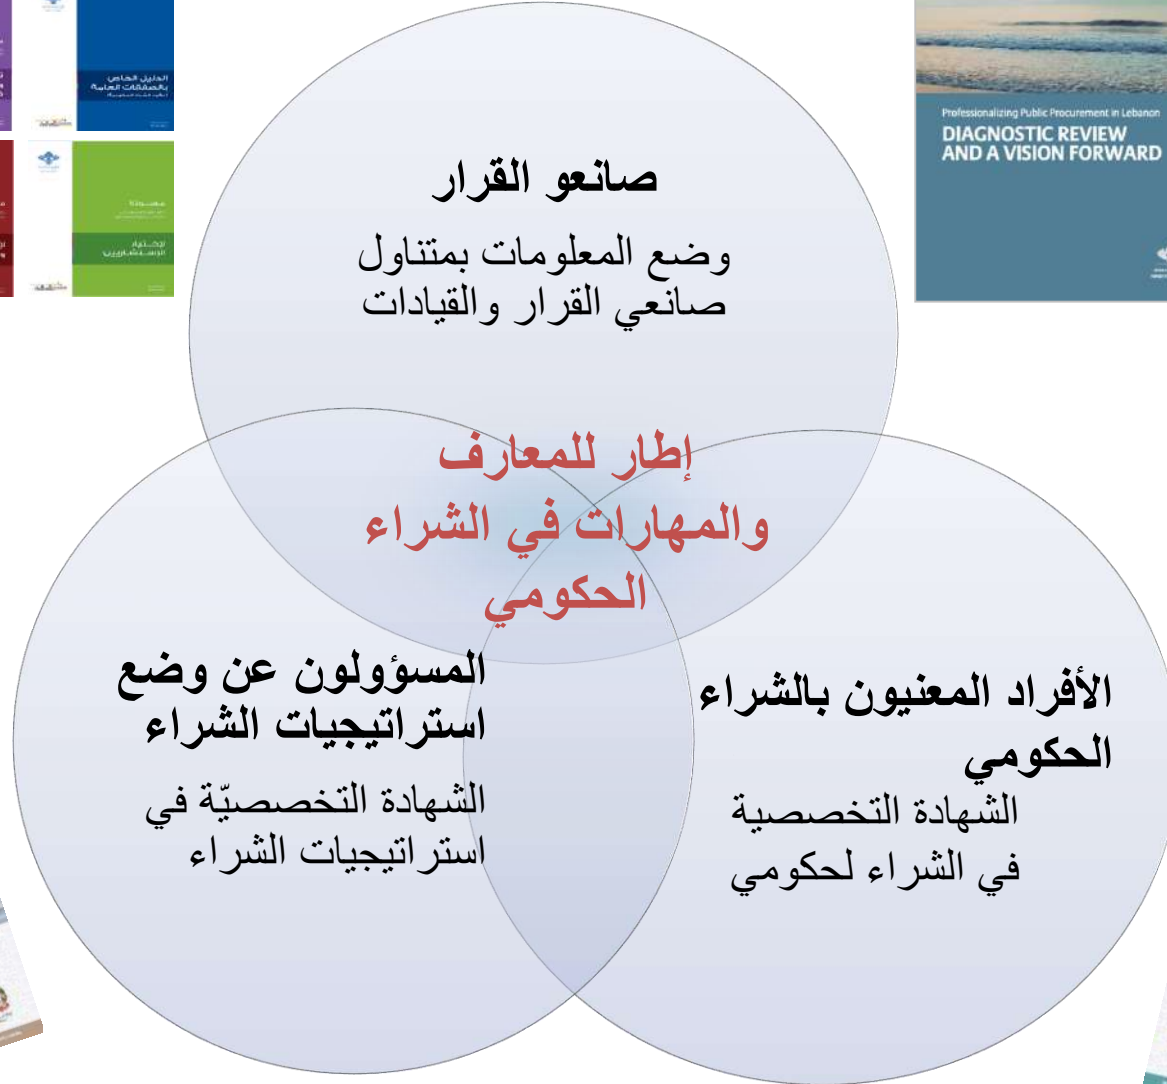 الدليل الخاص
بالصفقات العامة
Professionalizing Public Procurement in Lebanon
DIAGNOSTIC REVIEW
AND A VISION FORWARD
صانعو القرار
وضع المعلومات بمتناول
صانعي القرار والقيادات
إطار للمعارف
والمهارات في الشراء
الحكومي
الأفراد المعنيون بالشراء
الحكومي
الشهادة التخصصية
في الشراء لحكومي
المسؤولون عن وضع
استراتيجيات الشراء
الشهادة التخصصيّة في
استراتيجيات الشراء